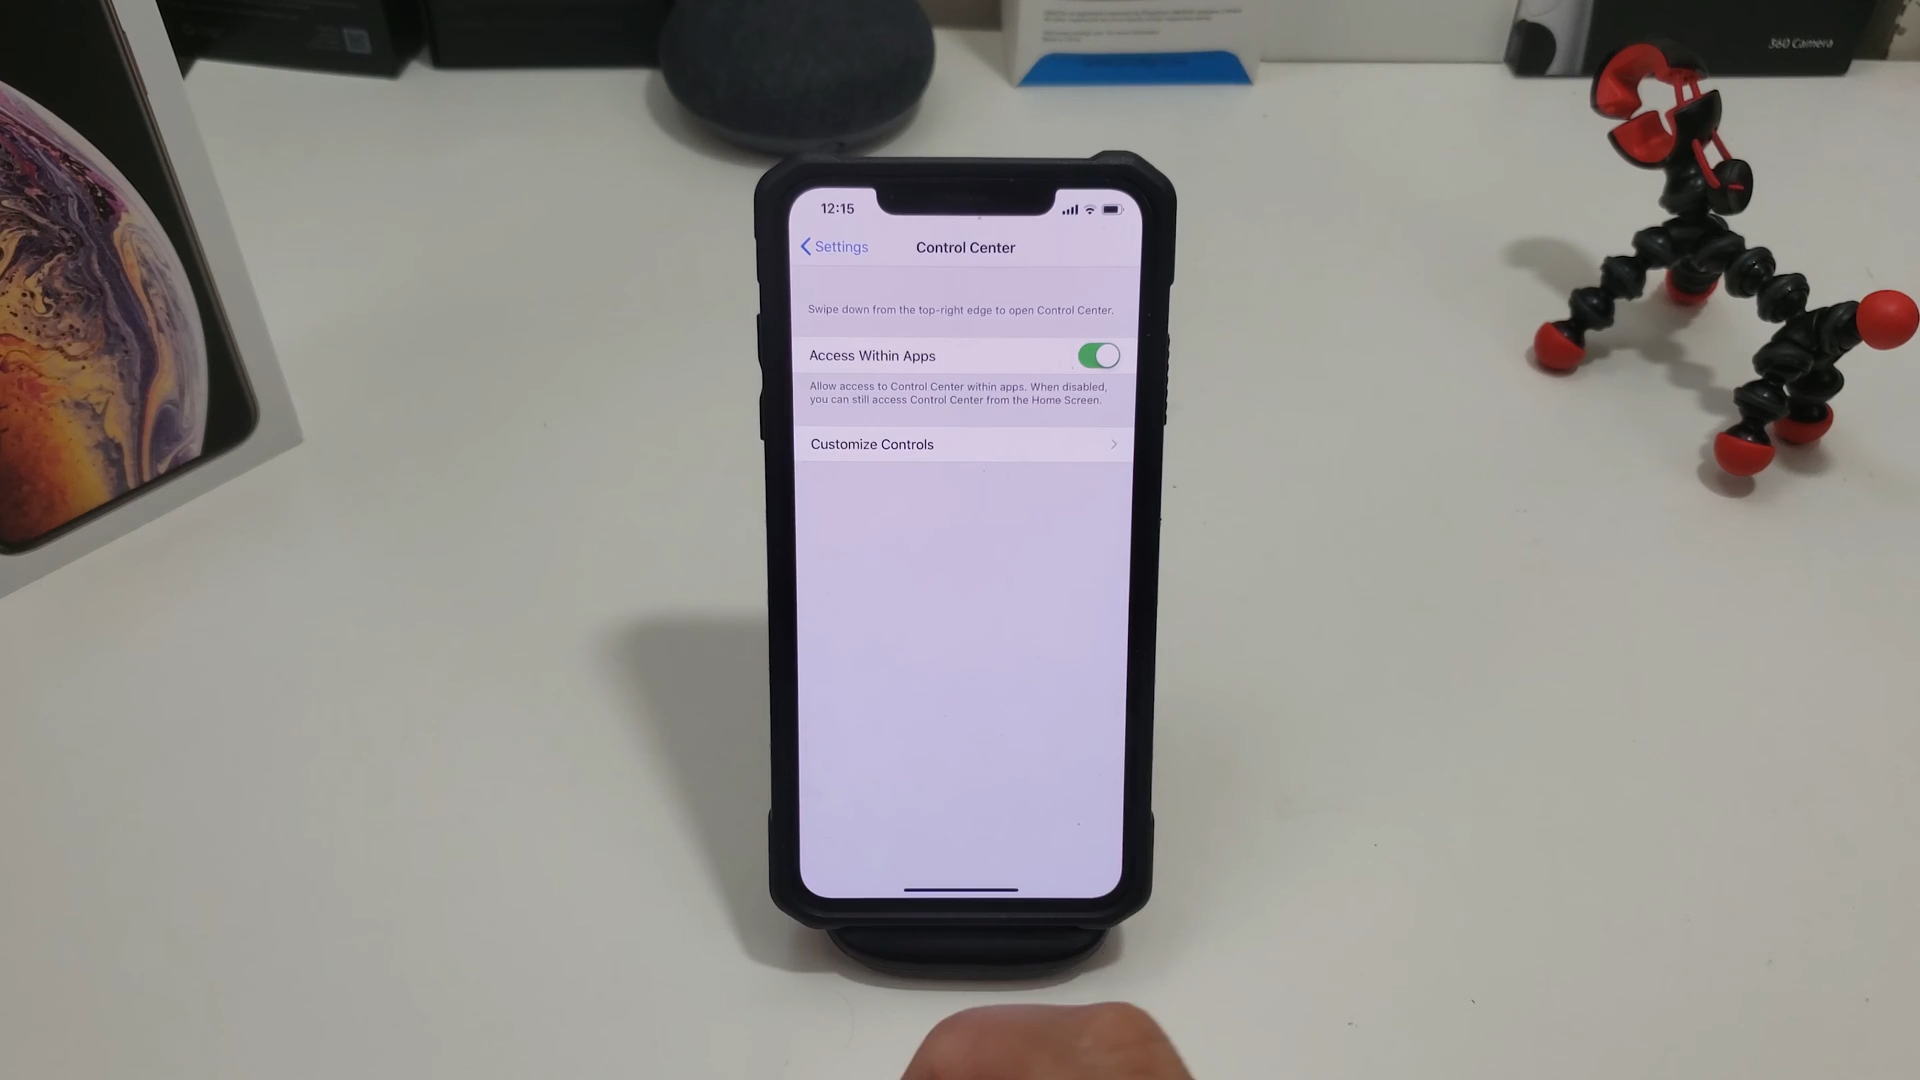 360 Camera
12:15
Settings
Control Center
Swipe down from the top-right edge to open Control Center.
Access Within Apps
Allow access to Control Center within apps. When disabled,
you can still access Control Center from the Home Screen.
Customize Controls